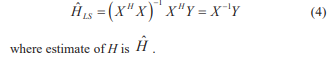 Ĥ_LS = (X^H X)^-1 X^H Y = X^-1 Y (4)
where estimate of H is Ĥ .